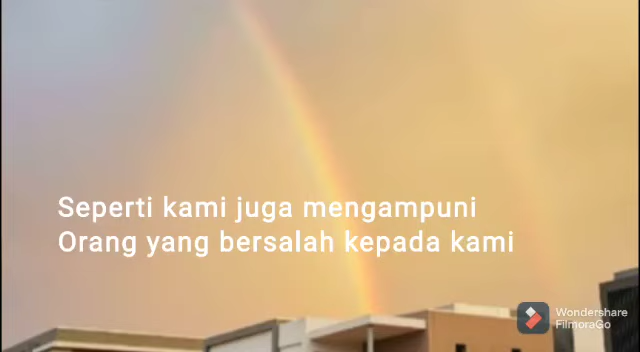 Seperti kami juga mengampuni
Orang yang bersalah kepada kami
Wondershare
FilmoraGo